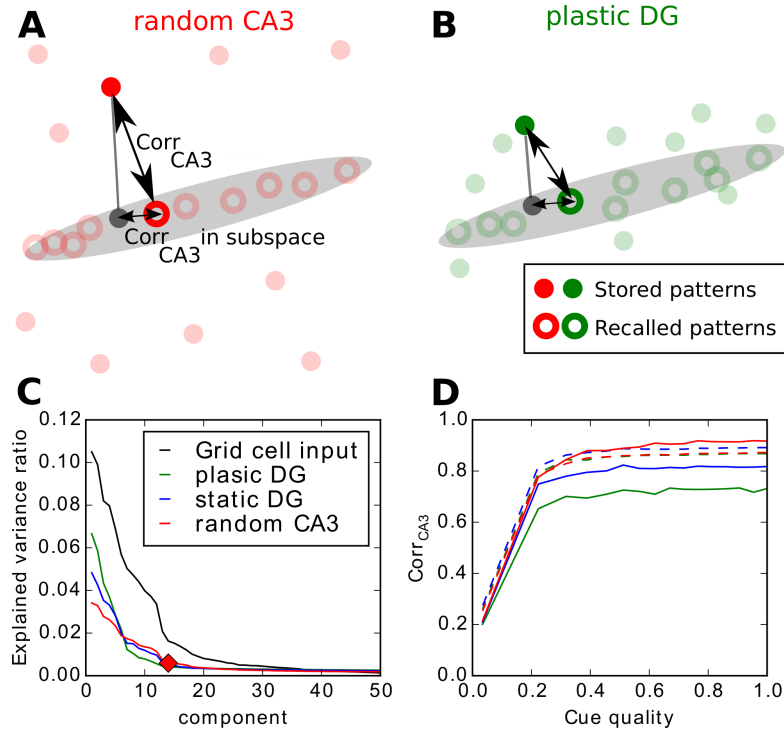 A
random CA3
Corr CA3
Corr CA3 in subspace
B
plastic DG
Stored patterns
Recalled patterns
C
0.12
0.10
0.08
0.06
0.04
0.02
0.00
Explained variance ratio
Grid cell input
plasic DG
static DG
random CA3
0 10 20 30 40 50
component
D
1.0
0.8
0.6
0.4
0.2
0.0
Corr CA3
0.0 0.2 0.4 0.6 0.8 1.0
Cue quality